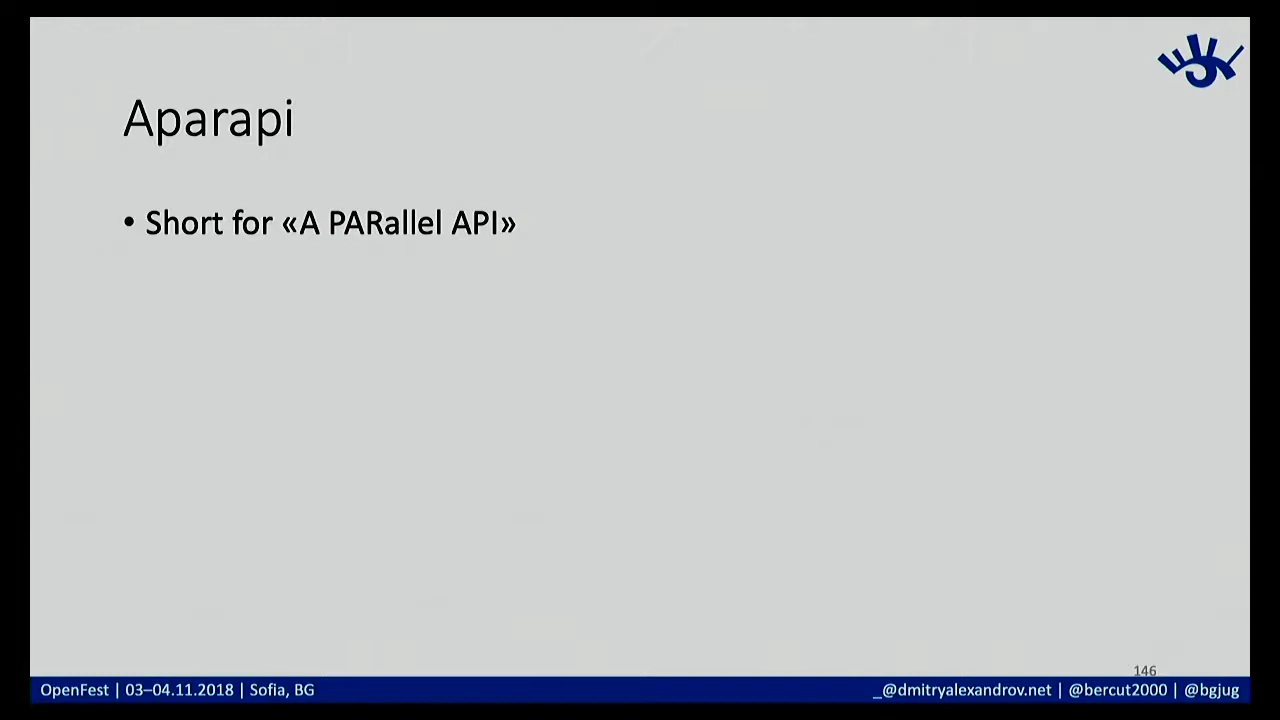 Aparapi
• Short for «A PARallel API»
146
OpenFest | 03–04.11.2018 | Sofia, BG
_@dmitryalexandrov.net | @bercut2000 | @bgjug